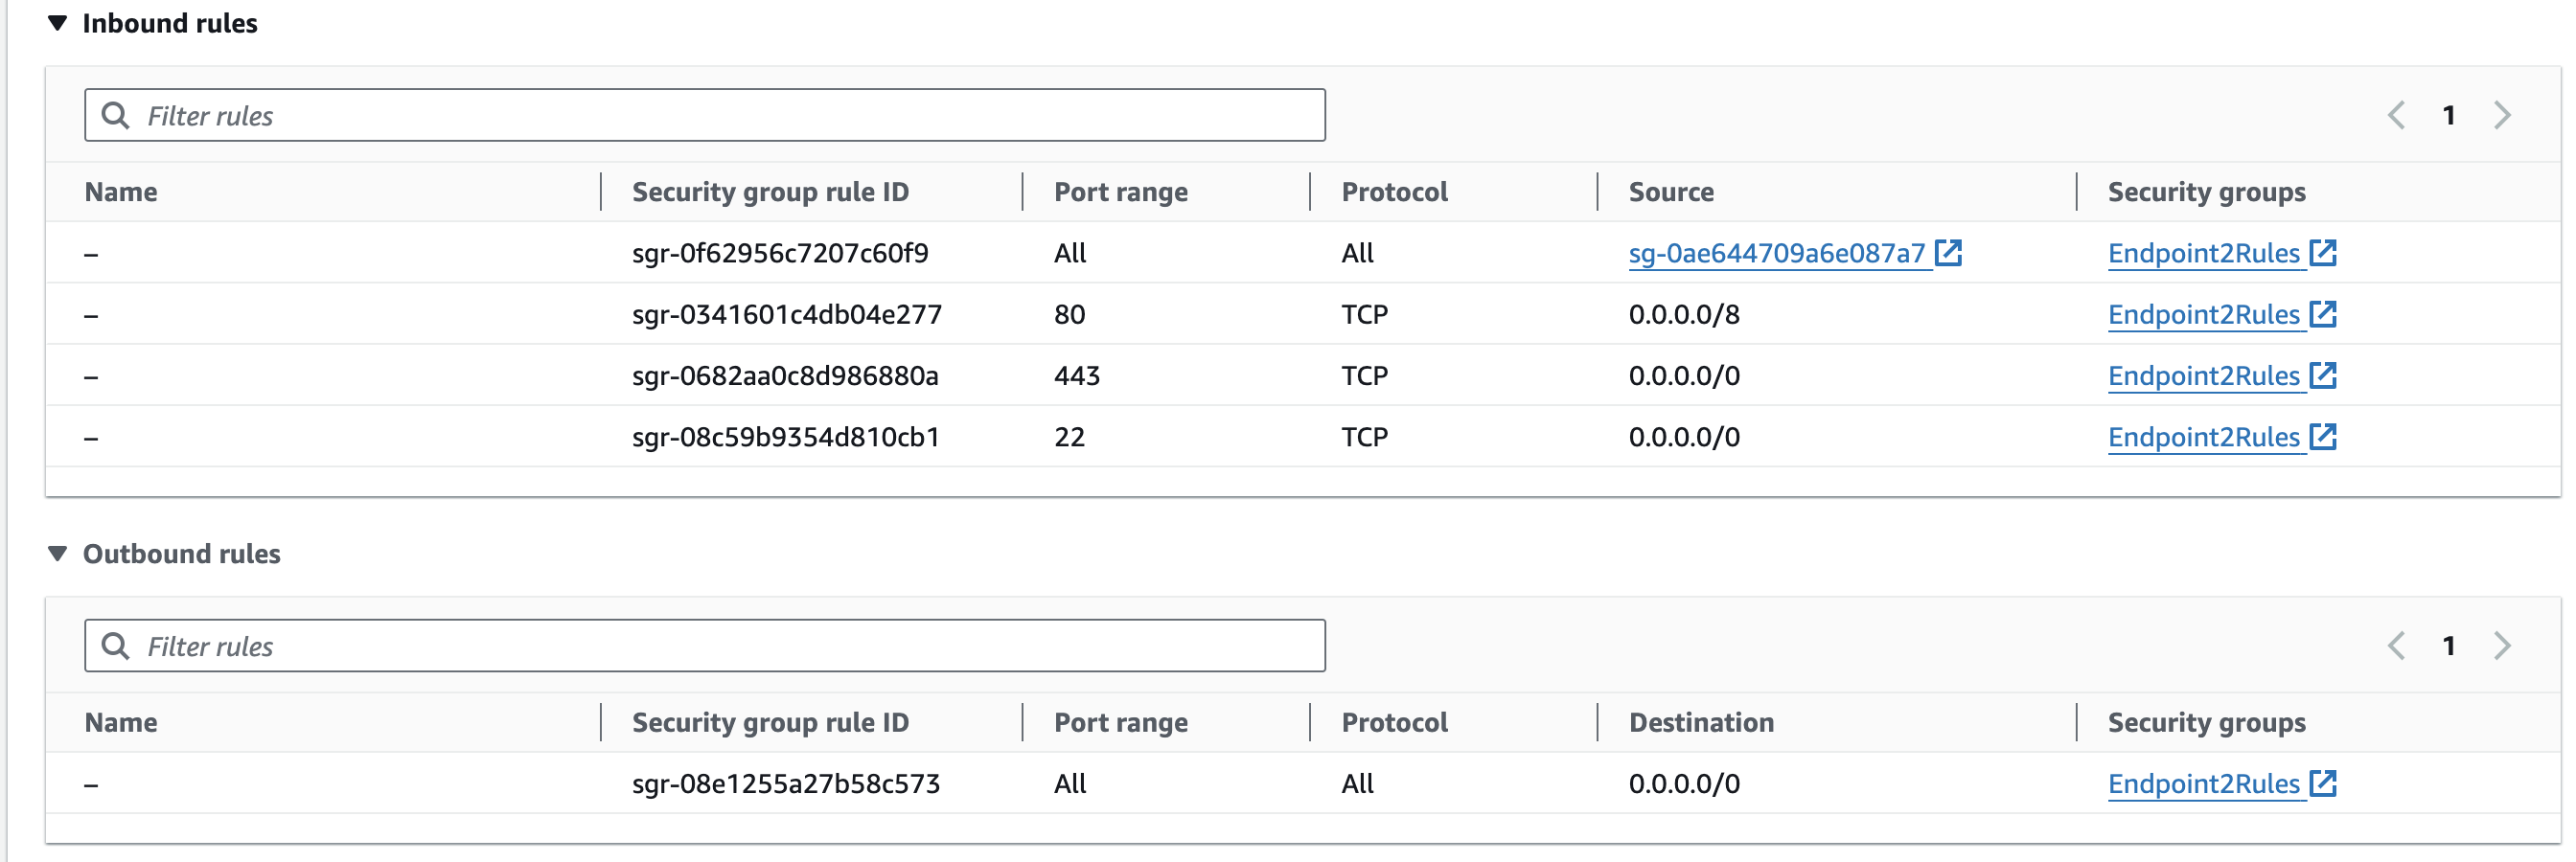 Inbound rules
Filter rules
1
Name Security group rule ID Port range Protocol Source Security groups
– sgr-0f62956c7207c60f9 All All sg-0ae644709a6e087a7 Endpoint2Rules
– sgr-0341601c4db04e277 80 TCP 0.0.0.0/8 Endpoint2Rules
– sgr-0682aa0c8d986880a 443 TCP 0.0.0.0/0 Endpoint2Rules
– sgr-08c59b9354d810cb1 22 TCP 0.0.0.0/0 Endpoint2Rules
Outbound rules
Filter rules
1
Name Security group rule ID Port range Protocol Destination Security groups
– sgr-08e1255a27b58c573 All All 0.0.0.0/0 Endpoint2Rules